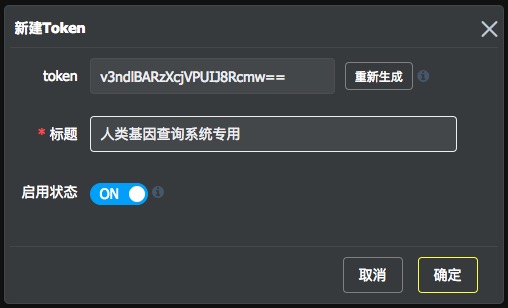 新建Token
token v3ndlBARzXcjVPUIJ8Rcmw== 重新生成
* 标题 人类基因查询系统专用
启用状态 ON
取消 确定